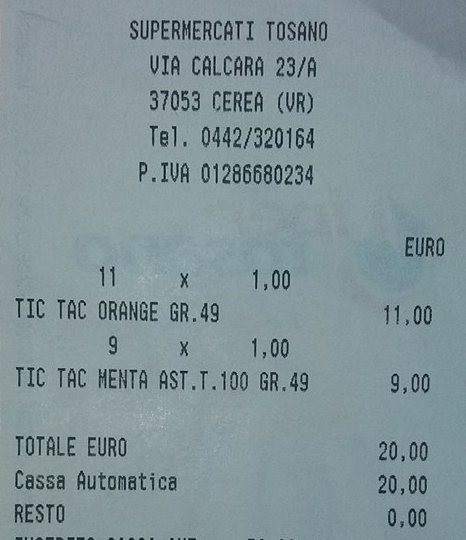 SUPERMERCATI TOSANO
VIA CALCARA 23/A
37053 CEREA (VR)
Tel. 0442/320164
P.IVA 01286680234
EURO
11 x 1,00
TIC TAC ORANGE GR.49 11,00
9 x 1,00
TIC TAC MENTA AST.T.100 GR.49 9,00
TOTALE EURO 20,00
Cassa Automatica 20,00
RESTO 0,00